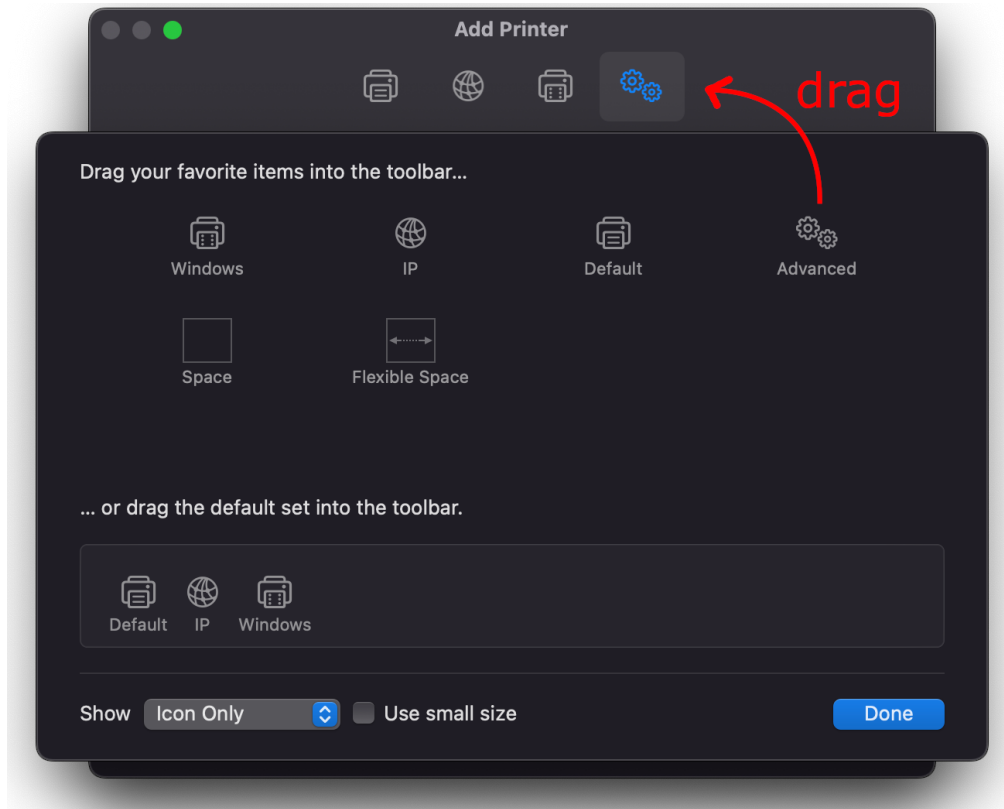 Add Printer
drag
Drag your favorite items into the toolbar...
Windows
IP
Default
Advanced
Space
Flexible Space
... or drag the default set into the toolbar.
Default
IP
Windows
Show
Icon Only
Use small size
Done